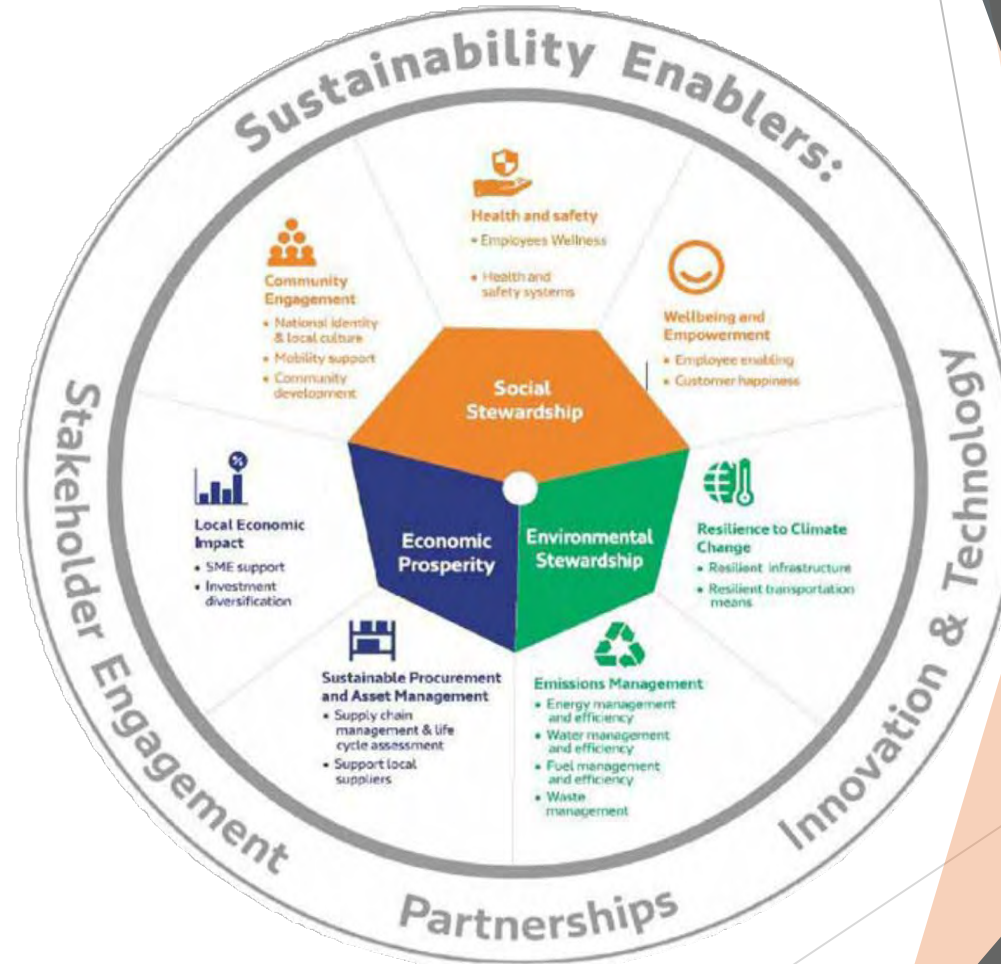 Sustainability Enablers:
Health and safety
• Employees Wellness
• Health and
safety systems
Community
Engagement
• National identity
& local culture
• Mobility support
• Community
development
Wellbeing and
Empowerment
• Employee enabling
• Customer happiness
Social
Stewardship
Economic
Prosperity
Environmental
Stewardship
%
Local Economic
Impact
• SME support
• Investment
diversification
Resilience to Climate
Change
• Resilient infrastructure
• Resilient transportation
means
Sustainable Procurement
and Asset Management
• Supply chain
management & life
cycle assessment
• Support local
suppliers
Emissions Management
• Energy management
and efficiency
• Water management
and efficiency
• Fuel management
and efficiency
• Waste
management
Stakeholder Engagement
Partnerships
Innovation & Technology